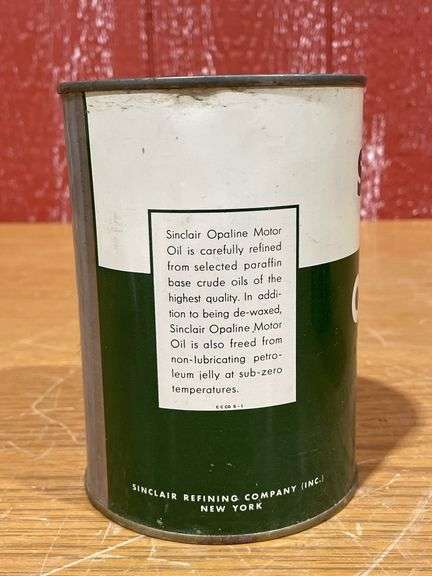 Sinclair Opaline Motor
Oil is carefully refined
from selected paraffin
base crude oils of the
highest quality. In addi-
tion to being de-waxed,
Sinclair Opaline Motor
Oil is also freed from
non-lubricating petro-
leum jelly at sub-zero
temperatures.
SINCLAIR REFINING COMPANY (INC.)
NEW YORK